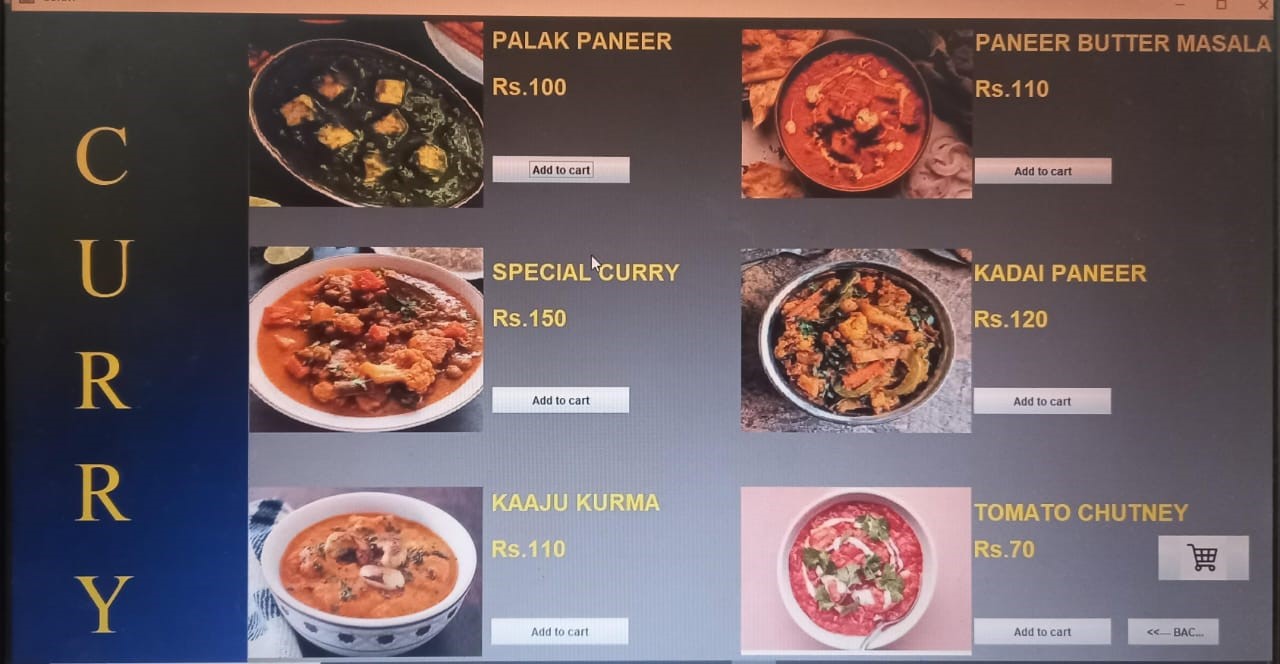 CURRY
PALAK PANEER
Rs.100
Add to cart
PANEER BUTTER MASALA
Rs.110
Add to cart
SPECIAL CURRY
Rs.150
Add to cart
KADAI PANEER
Rs.120
Add to cart
KAAJU KURMA
Rs.110
Add to cart
TOMATO CHUTNEY
Rs.70
Add to cart
<<--- BAC...